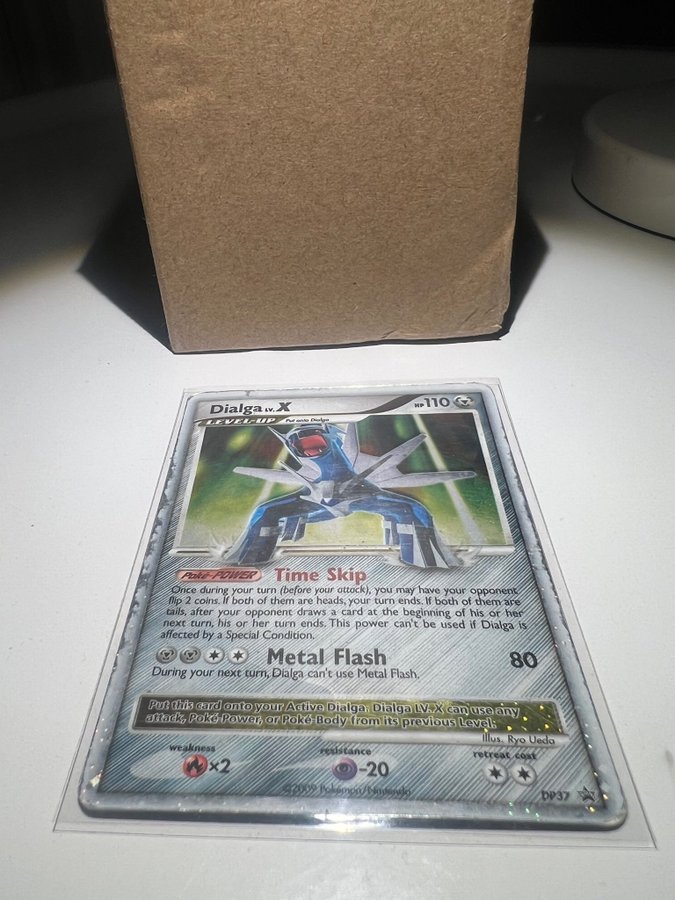 Dialga LV.X HP110
LEVEL-UP Put onto Dialga
Poké-POWER Time Skip
Once during your turn (before your attack), you may have your opponent
flip 2 coins. If both of them are heads, your turn ends. If both of them are
tails, after your opponent draws a card at the beginning of his or her
next turn, his or her turn ends. This power can't be used if Dialga is
affected by a Special Condition.
Metal Flash 80
During your next turn, Dialga can't use Metal Flash.
Put this card onto your Active Dialga. Dialga LV.X can use any
attack, Poké-Power, or Poké-Body from its previous Level.
Illus. Ryo Ueda
weakness resistance retreat cost
×2 -20
©2009 Pokémon/Nintendo DP37